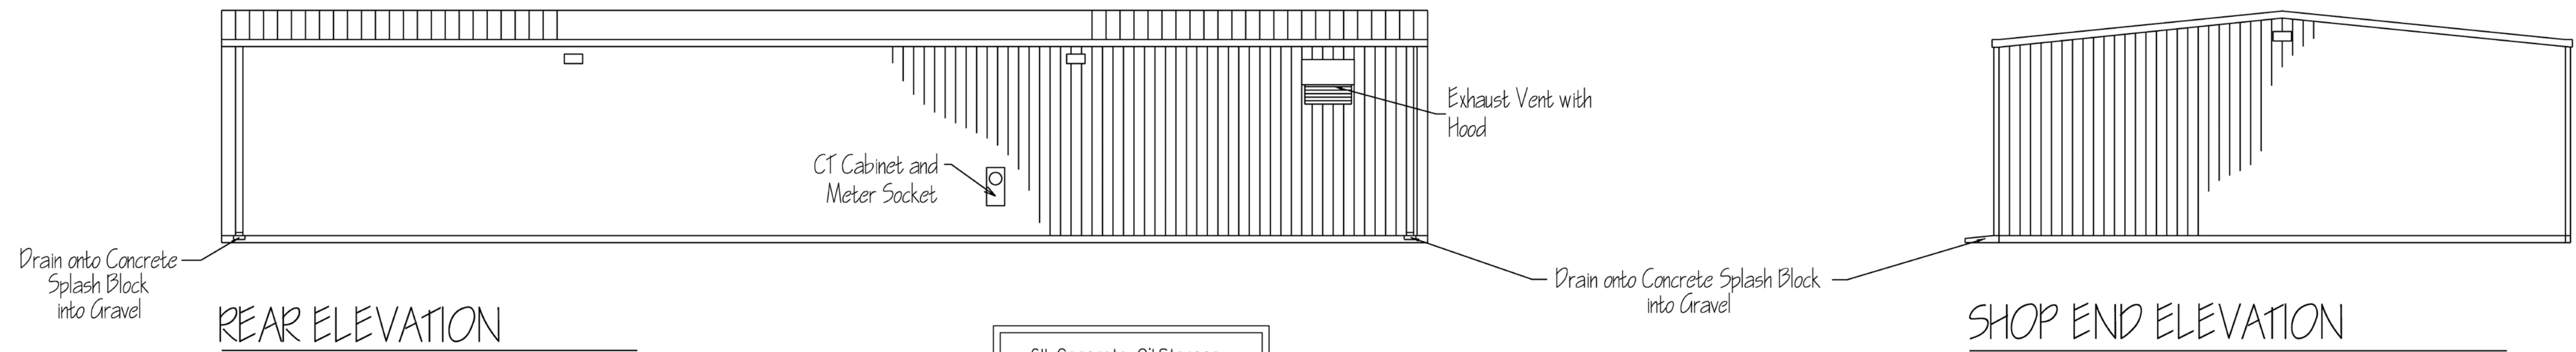 Exhaust Vent with
Hood
CT Cabinet and
Meter Socket
Drain onto Concrete
Splash Block
into Gravel
Drain onto Concrete Splash Block
into Gravel
REAR ELEVATION
SHOP END ELEVATION